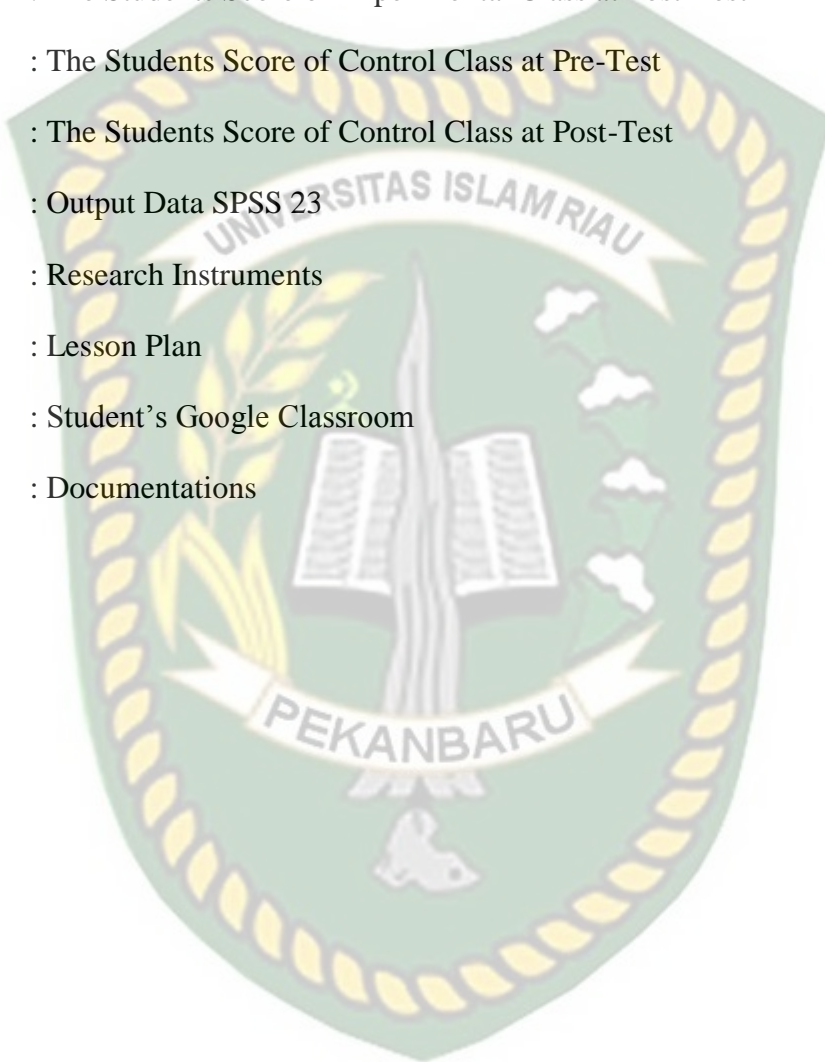 : The Students Score of Control Class at Pre-Test
: The Students Score of Control Class at Post-Test
: Output Data SPSS 23
: Research Instruments
: Lesson Plan
: Student’s Google Classroom
: Documentations
UNIVERSITAS ISLAM RIAU
PEKANBARU